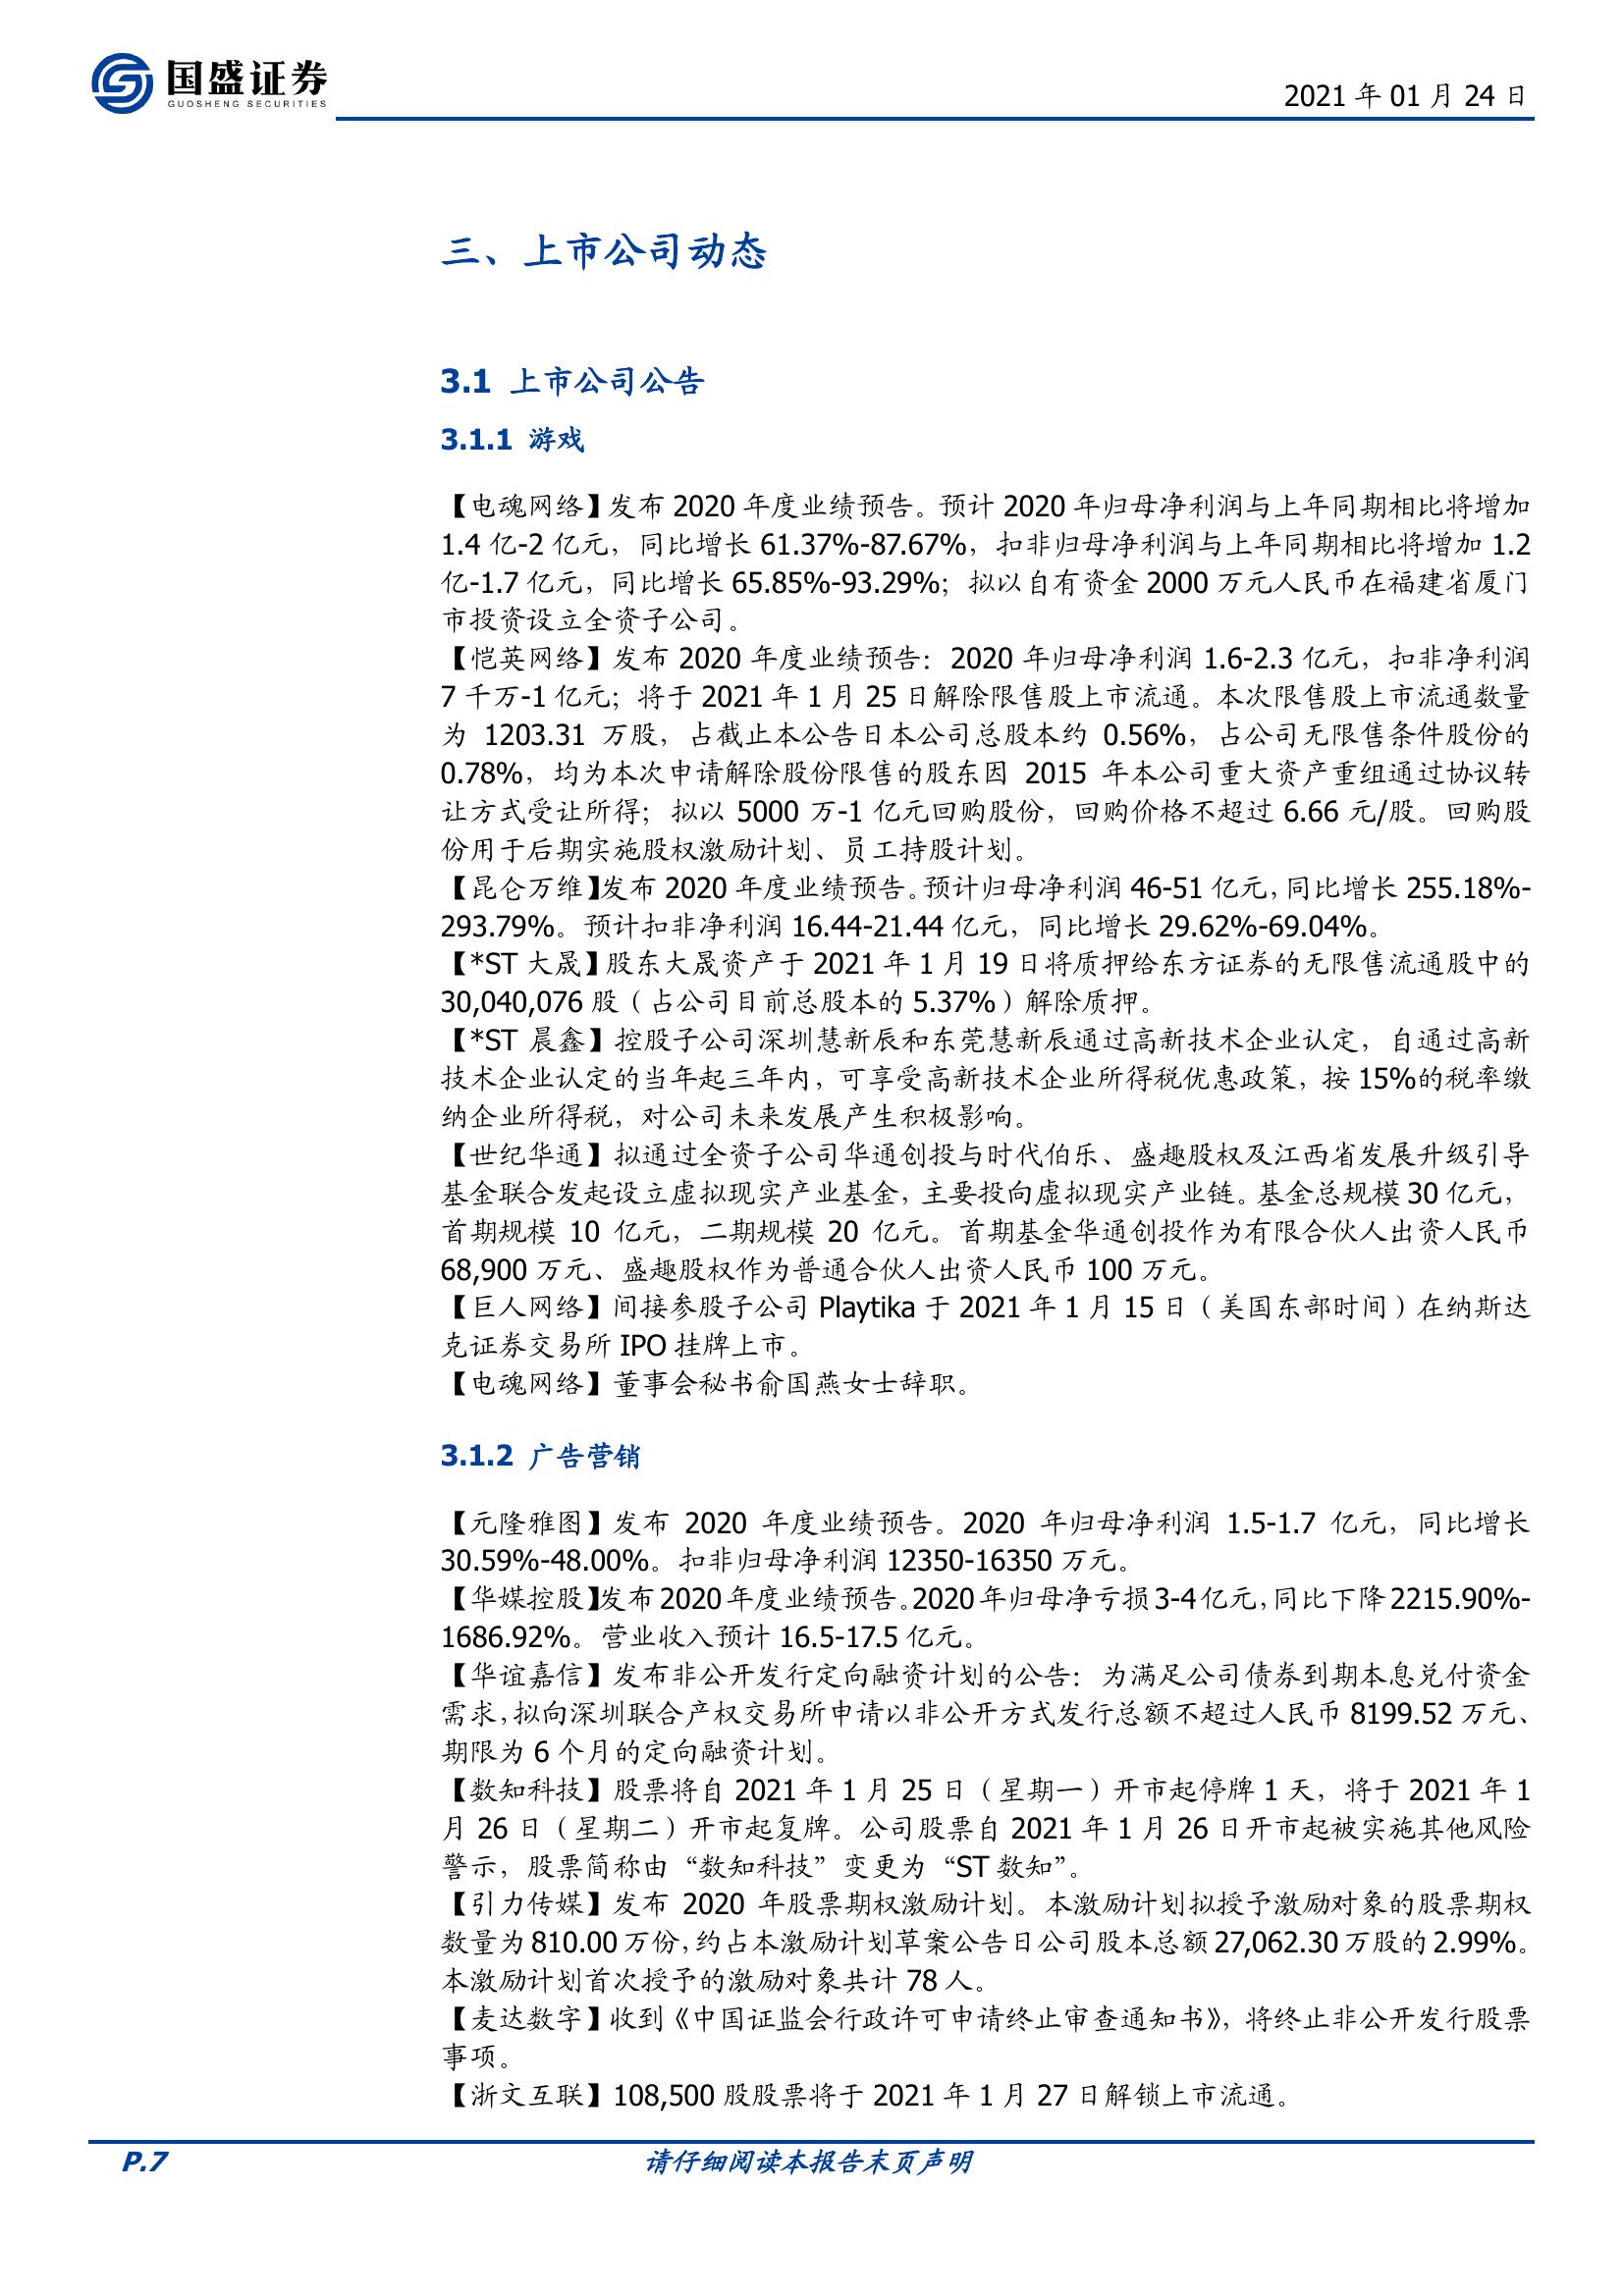 国盛证券
GUOSHENG SECURITIES
2021 年 01 月 24 日
三、上市公司动态
3.1 上市公司公告
3.1.1 游戏
【电魂网络】发布 2020 年度业绩预告。预计 2020 年归母净利润与上年同期相比将增加
1.4 亿-2 亿元，同比增长 61.37%-87.67%，扣非归母净利润与上年同期相比将增加 1.2
亿-1.7 亿元，同比增长 65.85%-93.29%；拟以自有资金 2000 万元人民币在福建省厦门
市投资设立全资子公司。
【恺英网络】发布 2020 年度业绩预告：2020 年归母净利润 1.6-2.3 亿元，扣非净利润
7 千万-1 亿元；将于 2021 年 1 月 25 日解除限售股上市流通。本次限售股上市流通数量
为 1203.31 万股，占截止本公告日本公司总股本约 0.56%，占公司无限售条件股份的
0.78%，均为本次申请解除股份限售的股东因 2015 年本公司重大资产重组通过协议转
让方式受让所得；拟以 5000 万-1 亿元回购股份，回购价格不超过 6.66 元/股。回购股
份用于后期实施股权激励计划、员工持股计划。
【昆仑万维】发布 2020 年度业绩预告。预计归母净利润 46-51 亿元，同比增长 255.18%-
293.79%。预计扣非净利润 16.44-21.44 亿元，同比增长 29.62%-69.04%。
【*ST 大晟】股东大晟资产于 2021 年 1 月 19 日将质押给东方证券的无限售流通股中的
30,040,076 股（占公司目前总股本的 5.37%）解除质押。
【*ST 晨鑫】控股子公司深圳慧新辰和东莞慧新辰通过高新技术企业认定，自通过高新
技术企业认定的当年起三年内，可享受高新技术企业所得税优惠政策，按 15%的税率缴
纳企业所得税，对公司未来发展产生积极影响。
【世纪华通】拟通过全资子公司华通创投与时代伯乐、盛趣股权及江西省发展升级引导
基金联合发起设立虚拟现实产业基金，主要投向虚拟现实产业链。基金总规模 30 亿元，
首期规模 10 亿元，二期规模 20 亿元。首期基金华通创投作为有限合伙人出资人民币
68,900 万元、盛趣股权作为普通合伙人出资人民币 100 万元。
【巨人网络】间接参股子公司 Playtika 于 2021 年 1 月 15 日（美国东部时间）在纳斯达
克证券交易所 IPO 挂牌上市。
【电魂网络】董事会秘书俞国燕女士辞职。
3.1.2 广告营销
【元隆雅图】发布 2020 年度业绩预告。2020 年归母净利润 1.5-1.7 亿元，同比增长
30.59%-48.00%。扣非归母净利润 12350-16350 万元。
【华媒控股】发布 2020 年度业绩预告。2020 年归母净亏损 3-4 亿元，同比下降 2215.90%-
1686.92%。营业收入预计 16.5-17.5 亿元。
【华谊嘉信】发布非公开发行定向融资计划的公告：为满足公司债券到期本息兑付资金
需求，拟向深圳联合产权交易所申请以非公开方式发行总额不超过人民币 8199.52 万元、
期限为 6 个月的定向融资计划。
【数知科技】股票将自 2021 年 1 月 25 日（星期一）开市起停牌 1 天，将于 2021 年 1
月 26 日（星期二）开市起复牌。公司股票自 2021 年 1 月 26 日开市起被实施其他风险
警示，股票简称由“数知科技”变更为“ST 数知”。
【引力传媒】发布 2020 年股票期权激励计划。本激励计划拟授予激励对象的股票期权
数量为 810.00 万份，约占本激励计划草案公告日公司股本总额 27,062.30 万股的 2.99%。
本激励计划首次授予的激励对象共计 78 人。
【麦达数字】收到《中国证监会行政许可申请终止审查通知书》，将终止非公开发行股票
事项。
【浙文互联】108,500 股股票将于 2021 年 1 月 27 日解锁上市流通。
P.7
请仔细阅读本报告末页声明